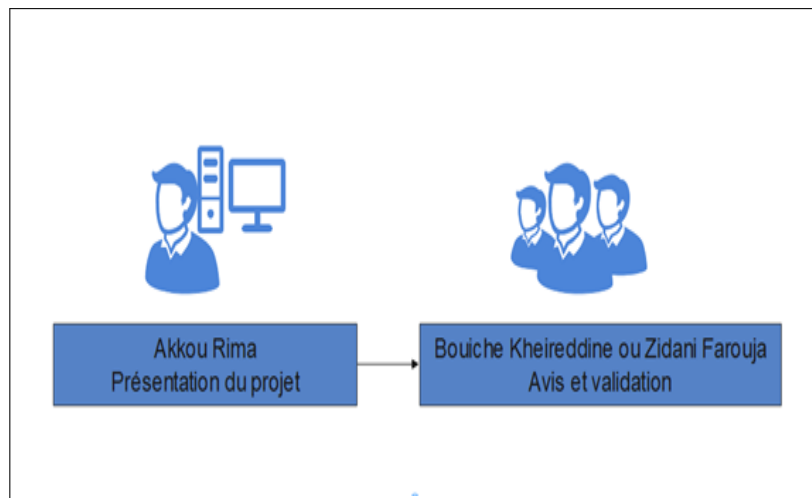 Akkou Rima
Présentation du projet
Bouiche Kheireddine ou Zidani Farouja
Avis et validation